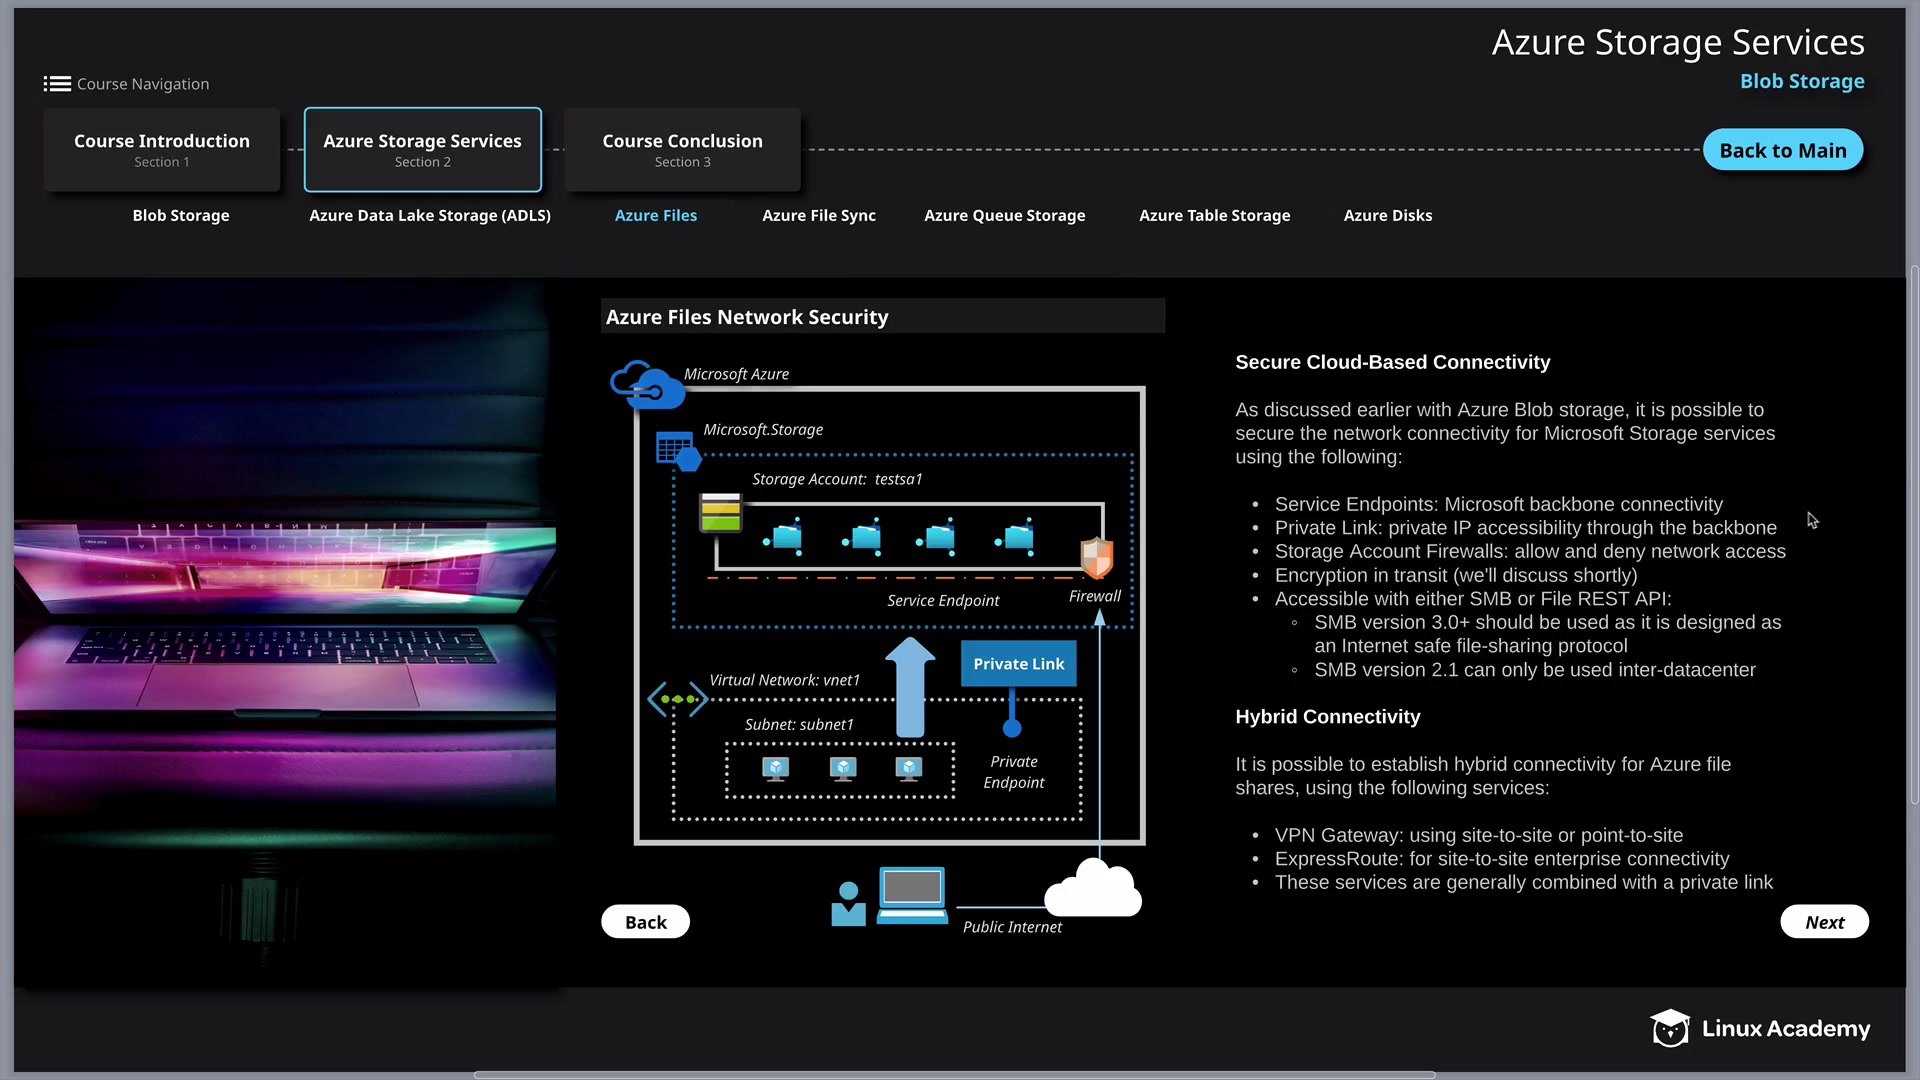 Azure Storage Services
Blob Storage
Course Navigation
Course Introduction
Section 1
Azure Storage Services
Section 2
Course Conclusion
Section 3
Back to Main
Blob Storage
Azure Data Lake Storage (ADLS)
Azure Files
Azure File Sync
Azure Queue Storage
Azure Table Storage
Azure Disks
Azure Files Network Security
Microsoft Azure
Microsoft.Storage
Storage Account: testsa1
Service Endpoint
Firewall
Private Link
Virtual Network: vnet1
Subnet: subnet1
Private
Endpoint
Public Internet
Back
Secure Cloud-Based Connectivity
As discussed earlier with Azure Blob storage, it is possible to
secure the network connectivity for Microsoft Storage services
using the following:
• Service Endpoints: Microsoft backbone connectivity
• Private Link: private IP accessibility through the backbone
• Storage Account Firewalls: allow and deny network access
• Encryption in transit (we'll discuss shortly)
• Accessible with either SMB or File REST API:
◦ SMB version 3.0+ should be used as it is designed as
an Internet safe file-sharing protocol
◦ SMB version 2.1 can only be used inter-datacenter
Hybrid Connectivity
It is possible to establish hybrid connectivity for Azure file
shares, using the following services:
• VPN Gateway: using site-to-site or point-to-site
• ExpressRoute: for site-to-site enterprise connectivity
• These services are generally combined with a private link
Next
Linux Academy